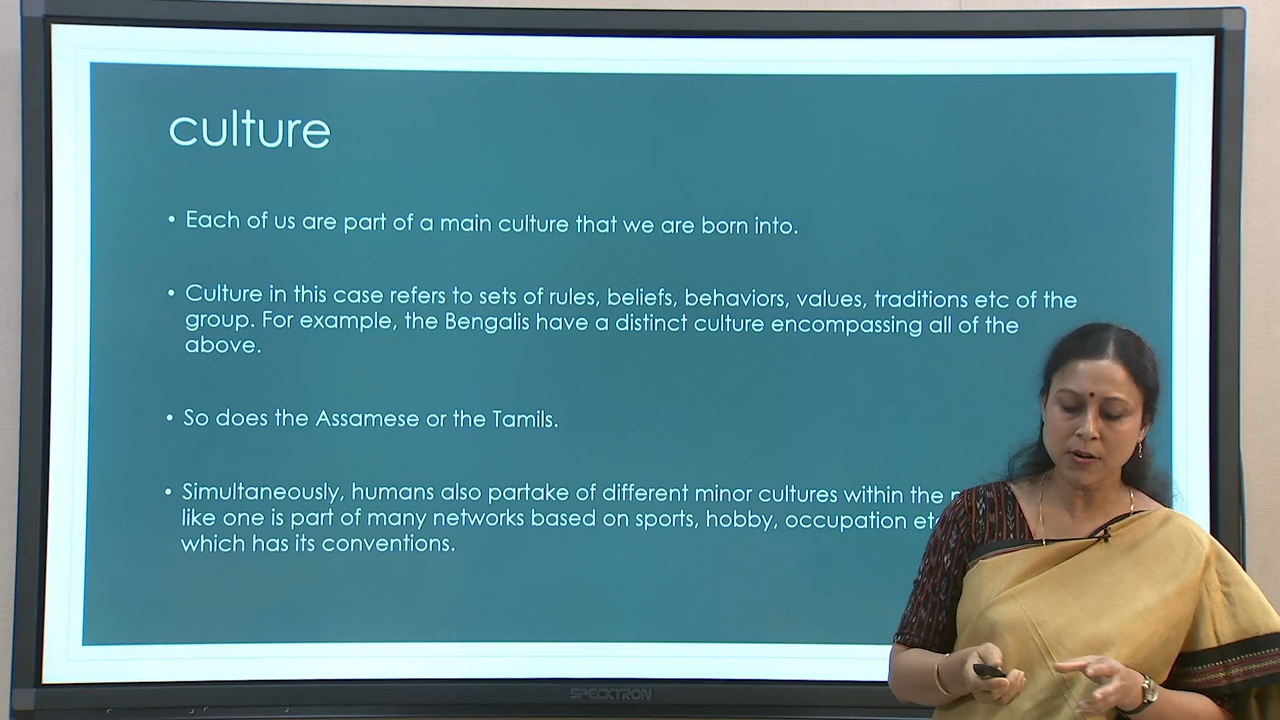 culture
• Each of us are part of a main culture that we are born into.
• Culture in this case refers to sets of rules, beliefs, behaviors, values, traditions etc of the
group. For example, the Bengalis have a distinct culture encompassing all of the
above.
• So does the Assamese or the Tamils.
• Simultaneously, humans also partake of different minor cultures within the
like one is part of many networks based on sports, hobby, occupation etc
which has its conventions.
SPECKTRON